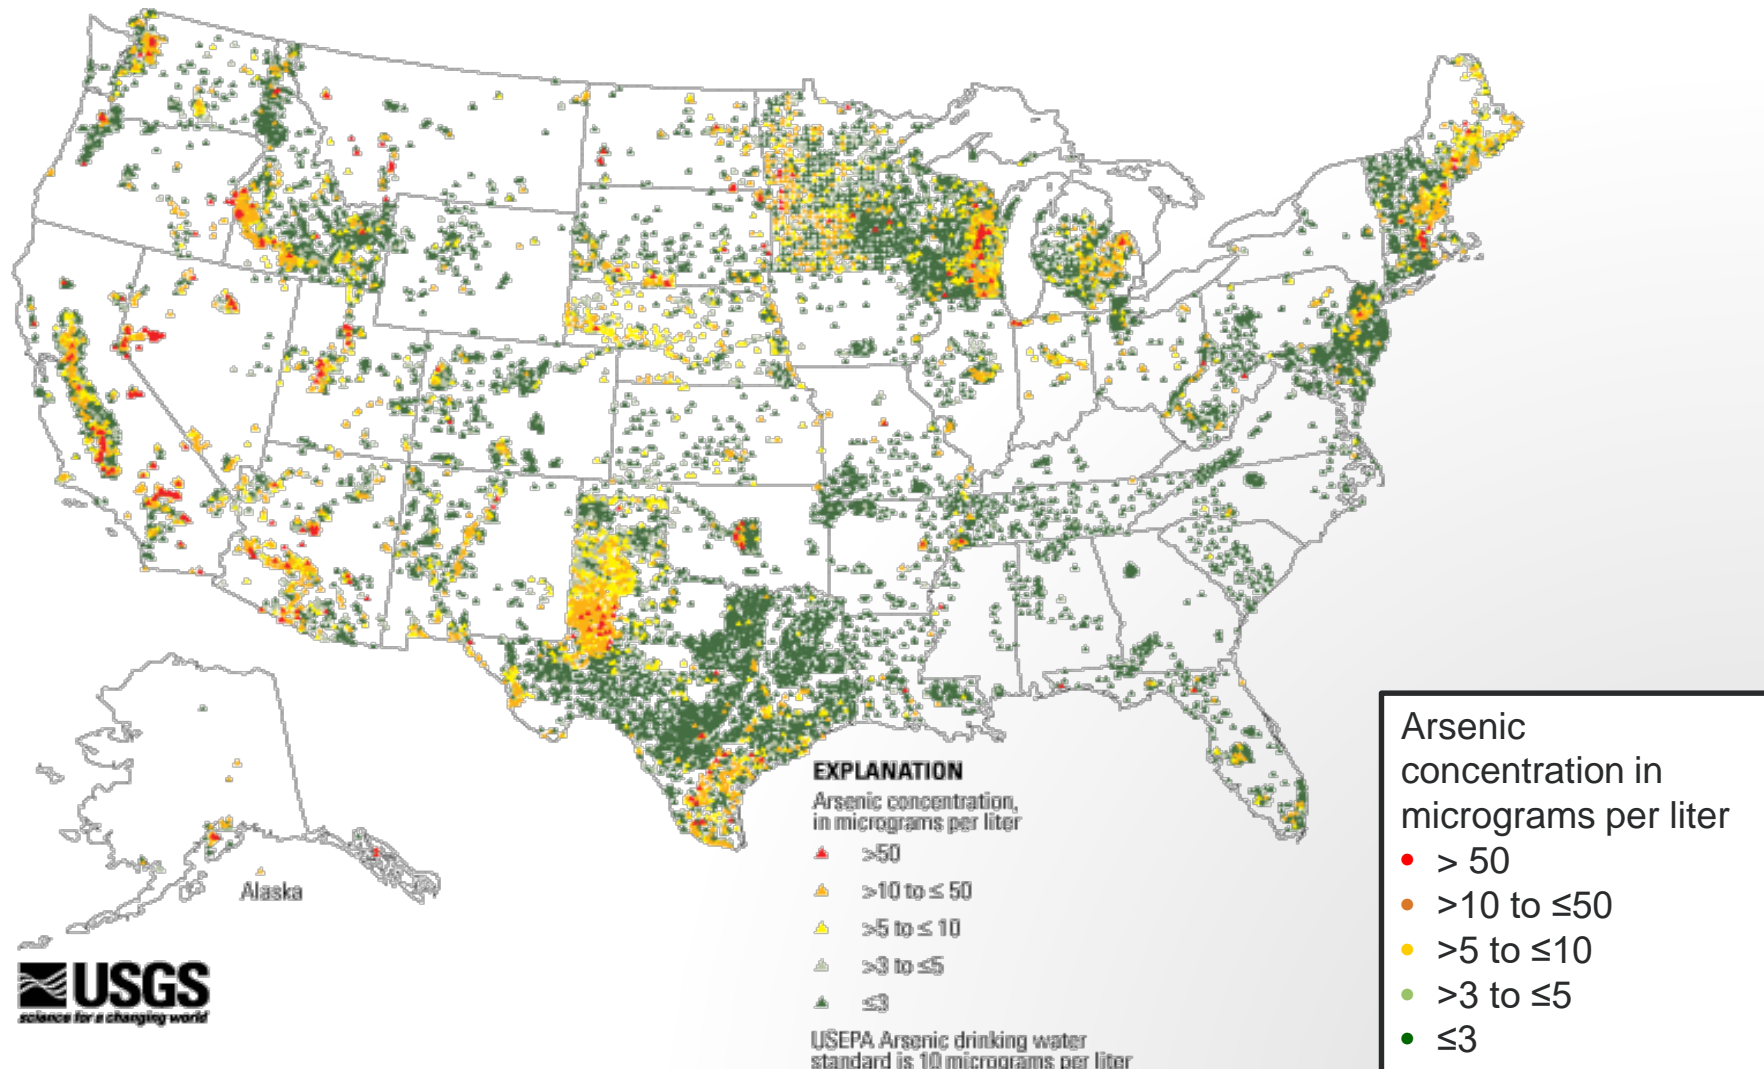 Alaska
USGS
science for a changing world
EXPLANATION
Arsenic concentration,
in micrograms per liter
>50
>10 to ≤ 50
>5 to ≤ 10
>3 to ≤5
≤3
USEPA Arsenic drinking water
standard is 10 micrograms per liter
Arsenic
concentration in
micrograms per liter
• > 50
• >10 to ≤50
• >5 to ≤10
• >3 to ≤5
• ≤3